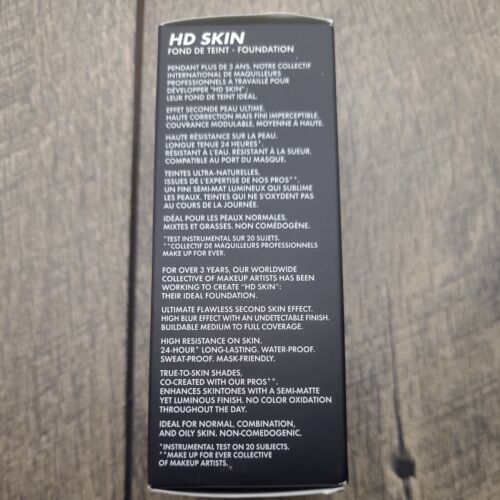 HD SKIN
FOND DE TEINT - FOUNDATION
PENDANT PLUS DE 3 ANS, NOTRE COLLECTIF
INTERNATIONAL DE MAQUILLEURS
PROFESSIONNELS A TRAVAILLÉ POUR
DÉVELOPPER "HD SKIN" :
LEUR FOND DE TEINT IDÉAL.
EFFET SECONDE PEAU ULTIME.
HAUTE CORRECTION MAIS FINI IMPERCEPTIBLE.
COUVRANCE MODULABLE, MOYENNE À HAUTE.
HAUTE RÉSISTANCE SUR LA PEAU.
LONGUE TENUE 24 HEURES*.
RÉSISTANT À L'EAU. RÉSISTANT À LA SUEUR.
COMPATIBLE AU PORT DU MASQUE.
TEINTES ULTRA-NATURELLES,
ISSUES DE L'EXPERTISE DE NOS PROS**.
UN FINI SEMI-MAT LUMINEUX QUI SUBLIME
LES PEAUX. TEINTES QUI NE S'OXYDENT PAS
AU COURS DE LA JOURNÉE.
IDÉAL POUR LES PEAUX NORMALES,
MIXTES ET GRASSES. NON COMÉDOGÈNE.
*TEST INSTRUMENTAL SUR 20 SUJETS.
**COLLECTIF DE MAQUILLEURS PROFESSIONNELS
MAKE UP FOR EVER.
FOR OVER 3 YEARS, OUR WORLDWIDE
COLLECTIVE OF MAKEUP ARTISTS HAS BEEN
WORKING TO CREATE "HD SKIN":
THEIR IDEAL FOUNDATION.
ULTIMATE FLAWLESS SECOND SKIN EFFECT.
HIGH BLUR EFFECT WITH AN UNDETECTABLE FINISH.
BUILDABLE MEDIUM TO FULL COVERAGE.
HIGH RESISTANCE ON SKIN.
24-HOUR* LONG-LASTING. WATER-PROOF.
SWEAT-PROOF. MASK-FRIENDLY.
TRUE-TO-SKIN SHADES,
CO-CREATED WITH OUR PROS**.
ENHANCES SKINTONES WITH A SEMI-MATTE
YET LUMINOUS FINISH. NO COLOR OXIDATION
THROUGHOUT THE DAY.
IDEAL FOR NORMAL, COMBINATION,
AND OILY SKIN. NON-COMEDOGENIC.
*INSTRUMENTAL TEST ON 20 SUBJECTS.
**MAKE UP FOR EVER COLLECTIVE
OF MAKEUP ARTISTS.